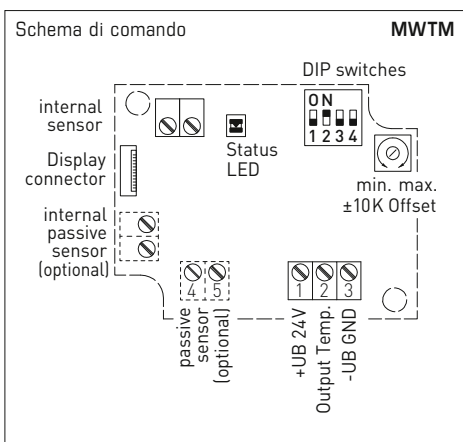 Schema di comando
MWTM
DIP switches
ON
1 2 3 4
internal
sensor
Status
LED
Display
connector
min. max.
±10K Offset
internal
passive
sensor
(optional)
4 5
1 2 3
passive
sensor
(optional)
+UB 24V
Output Temp.
-UB GND